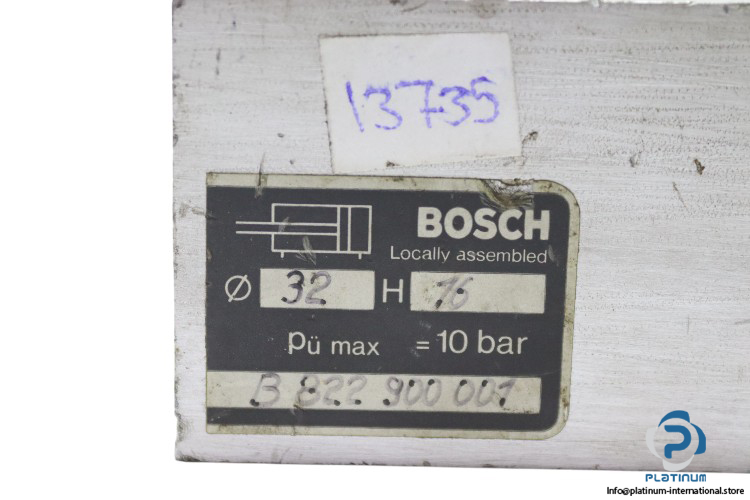 13735
BOSCH
Locally assembled
Ø 32 H 16
pü max = 10 bar
B 822 900 001
PLATINUM
Info@platinum-international.store